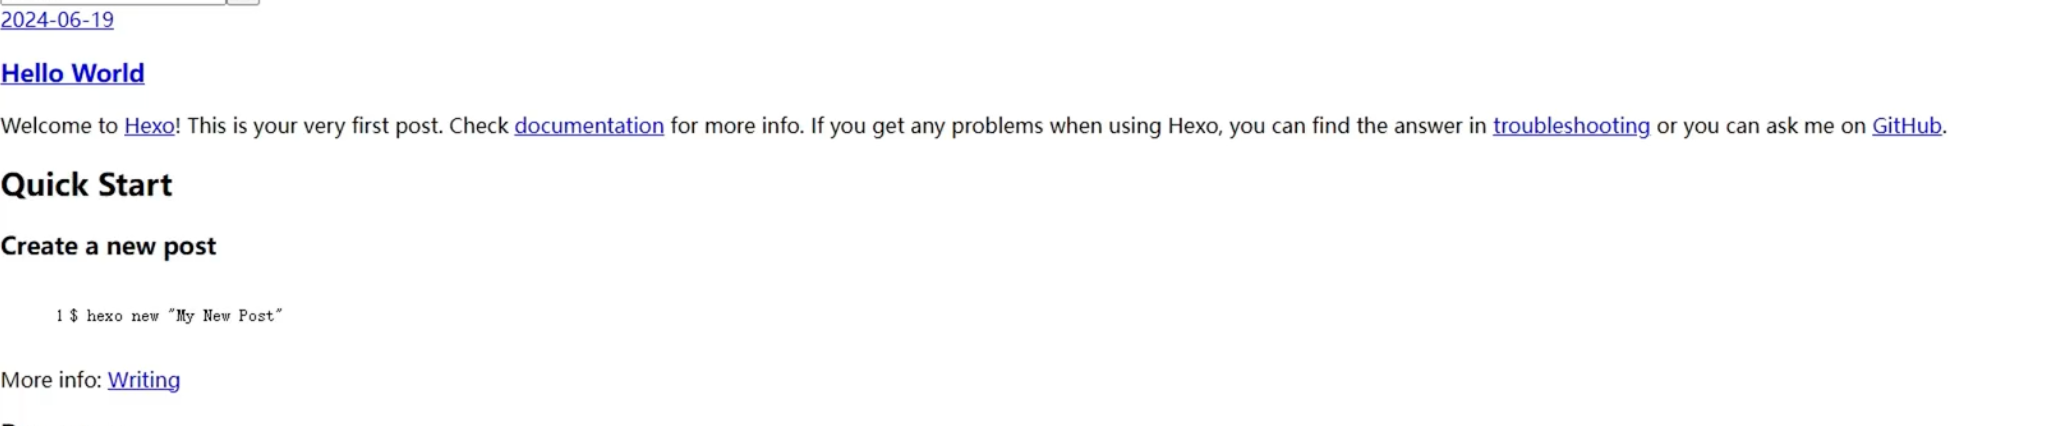 2024-06-19
Hello World
Welcome to Hexo! This is your very first post. Check documentation for more info. If you get any problems when using Hexo, you can find the answer in troubleshooting or you can ask me on GitHub.
Quick Start
Create a new post
1 $ hexo new "My New Post"
More info: Writing